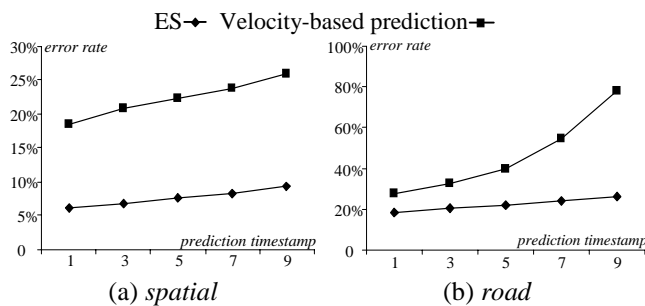 ES Velocity-based prediction
30% error rate
25%
20%
15%
10%
5%
0
prediction timestamp
1 3 5 7 9
(a) spatial
100% error rate
80%
60%
40%
20%
0
prediction timestamp
1 3 5 7 9
(b) road